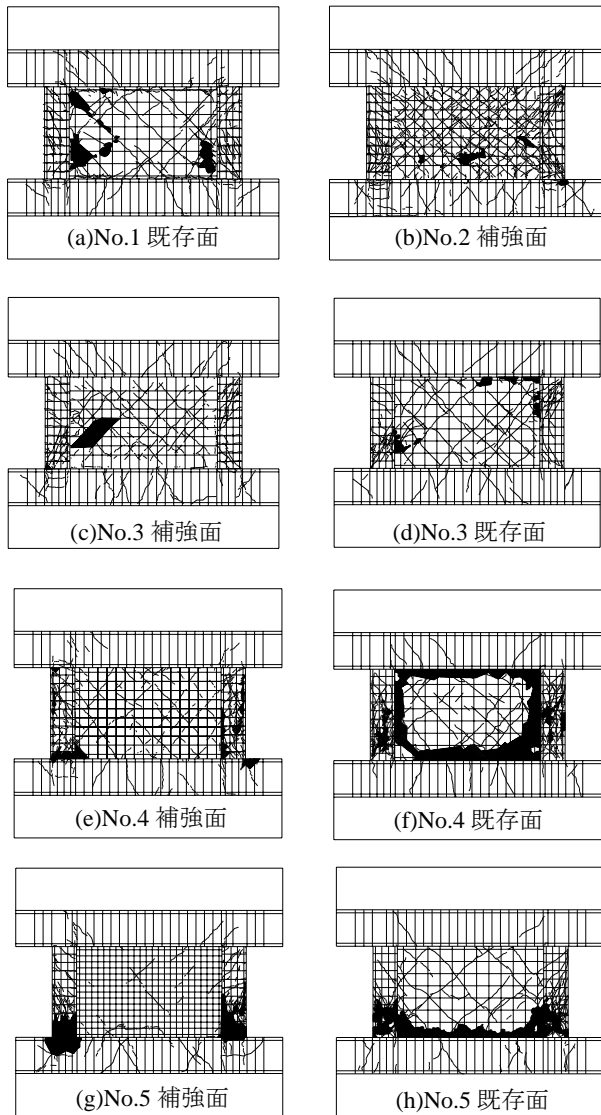 (a)No.1 既存面
(b)No.2 補強面
(c)No.3 補強面
(d)No.3 既存面
(e)No.4 補強面
(f)No.4 既存面
(g)No.5 補強面
(h)No.5 既存面